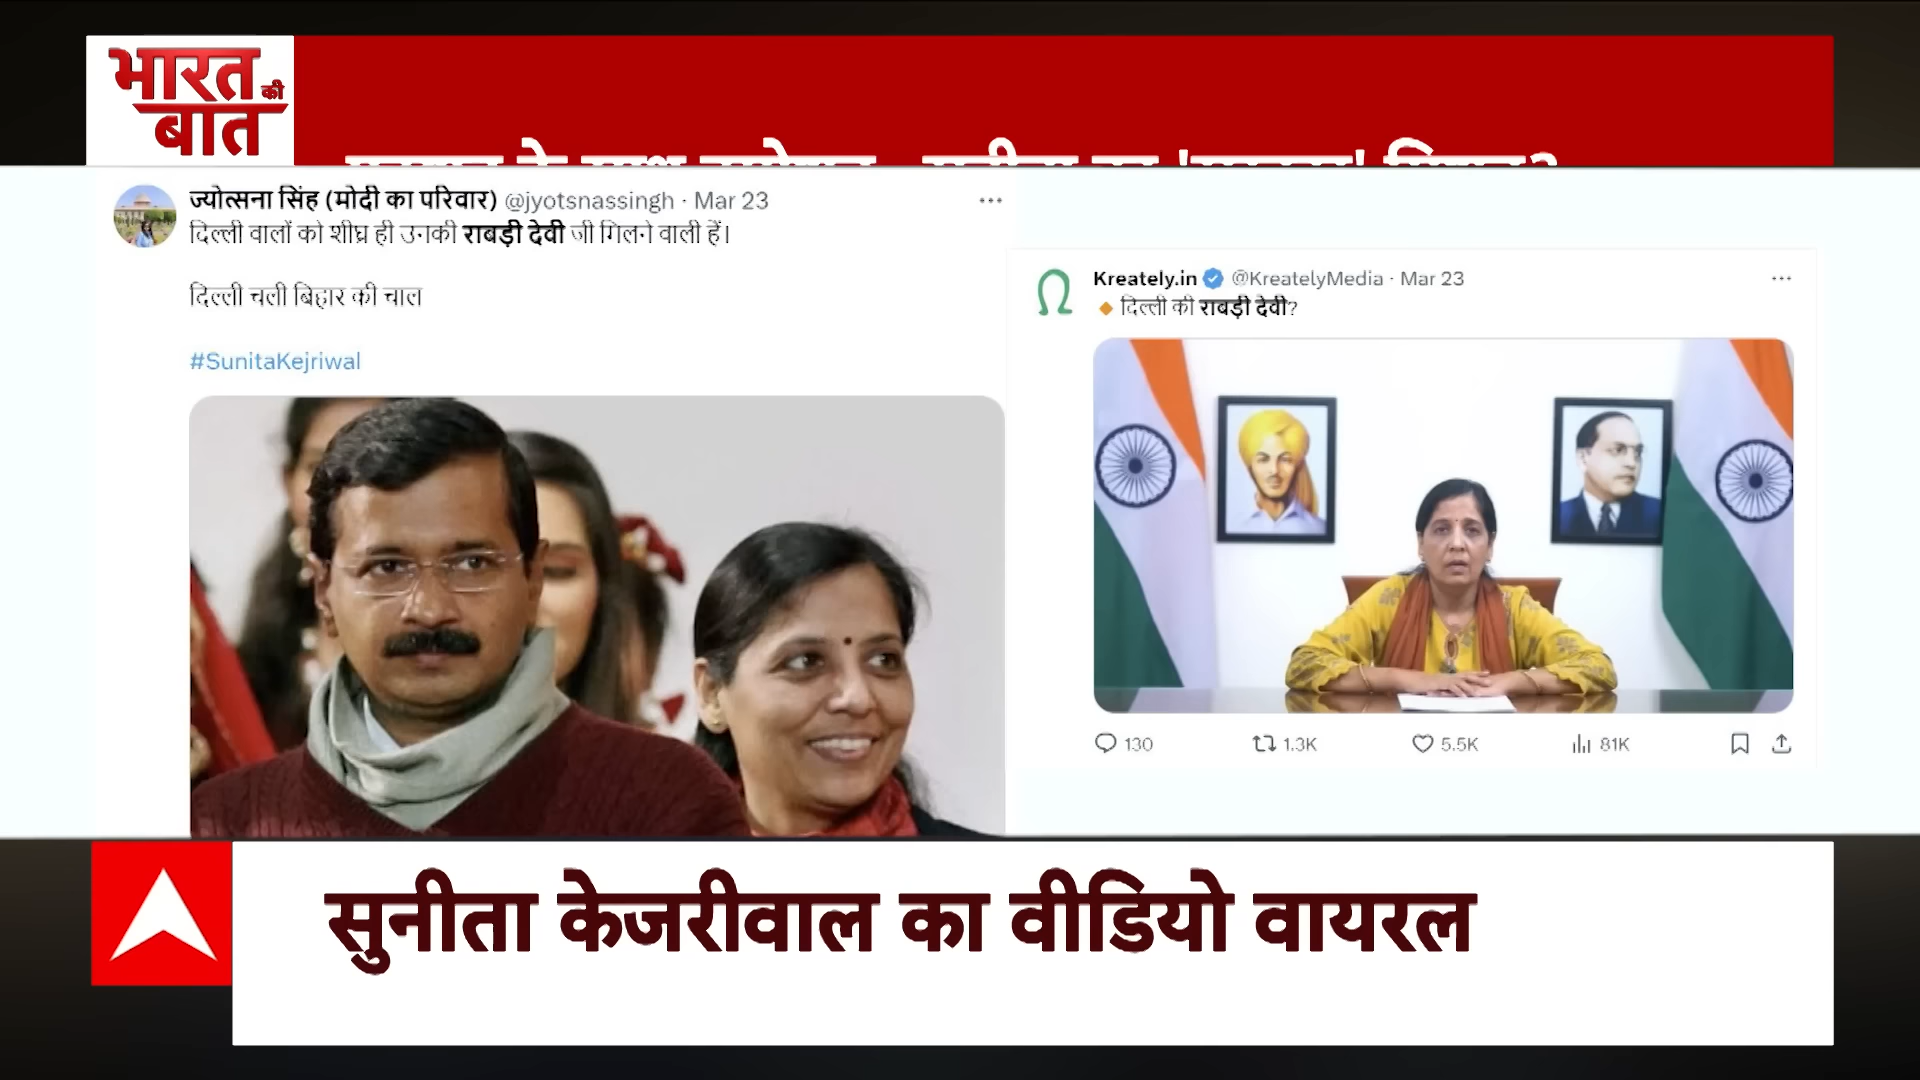 भारत की
बात
ज्योत्सना सिंह (मोदी का परिवार) @jyotsnassingh · Mar 23
दिल्ली वालों को शीघ्र ही उनकी राबड़ी देवी जी मिलने वाली हैं।
दिल्ली चली बिहार की चाल
#SunitaKejriwal
Kreately.in @KreatelyMedia · Mar 23
दिल्ली की राबड़ी देवी?
130 1.3K 5.5K 81K
सुनीता केजरीवाल का वीडियो वायरल